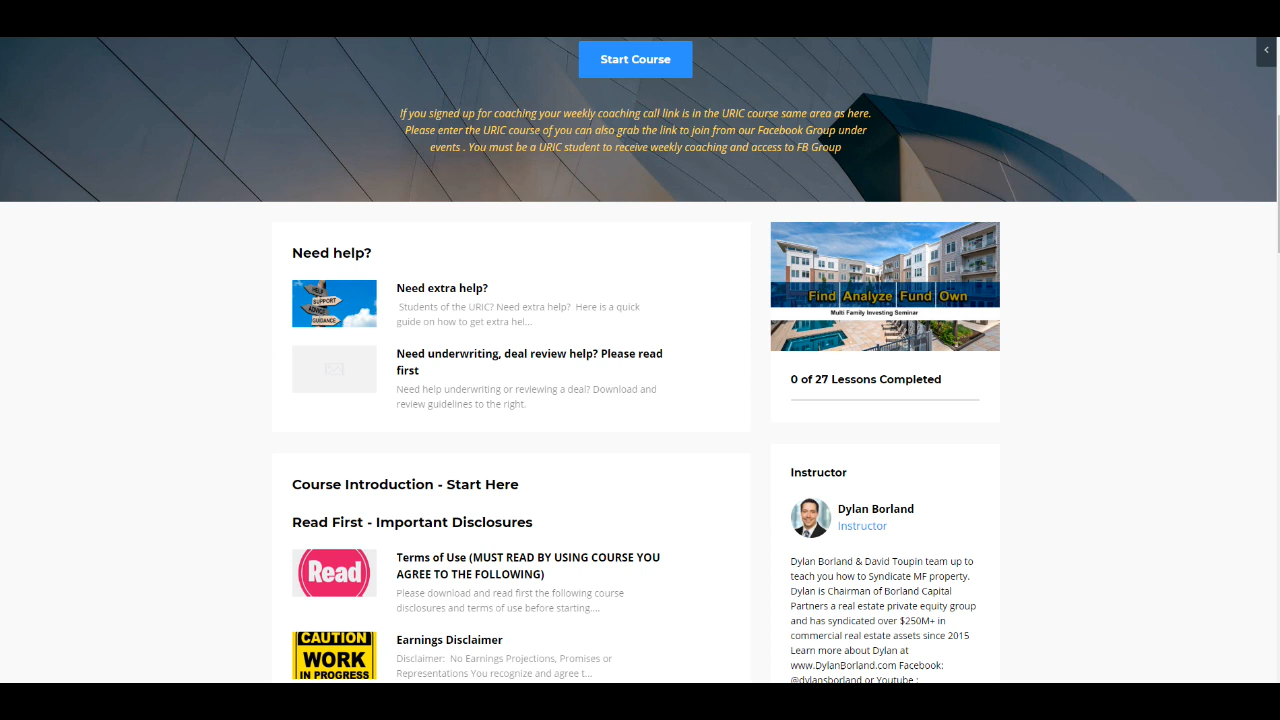 Start Course
If you signed up for coaching your weekly coaching call link is in the URIC course same area as here.
Please enter the URIC course of you can also grab the link to join from our Facebook Group under
events . You must be a URIC student to receive weekly coaching and access to FB Group
Need help?
HELP
SUPPORT
ADVICE
GUIDANCE
Need extra help?
Students of the URIC? Need extra help?  Here is a quick
guide on how to get extra hel...
Need underwriting, deal review help? Please read
first
Need help underwriting or reviewing a deal? Download and
review guidelines to the right.
Find Analyze Fund Own
Multi Family Investing Seminar
0 of 27 Lessons Completed
Course Introduction - Start Here
Read First - Important Disclosures
Read
Terms of Use (MUST READ BY USING COURSE YOU
AGREE TO THE FOLLOWING)
Please download and read first the following course
disclosures and terms of use before starting....
CAUTION
WORK
IN PROGRESS
Earnings Disclaimer
Disclaimer:  No Earnings Projections, Promises or
Representations You recognize and agree t...
Instructor
Dylan Borland
Instructor
Dylan Borland & David Toupin team up to
teach you how to Syndicate MF property.
Dylan is Chairman of Borland Capital
Partners a real estate private equity group
and has syndicated over $250M+ in
commercial real estate assets since 2015
Learn more about Dylan at
www.DylanBorland.com Facebook:
@dylansborland or Youtube :